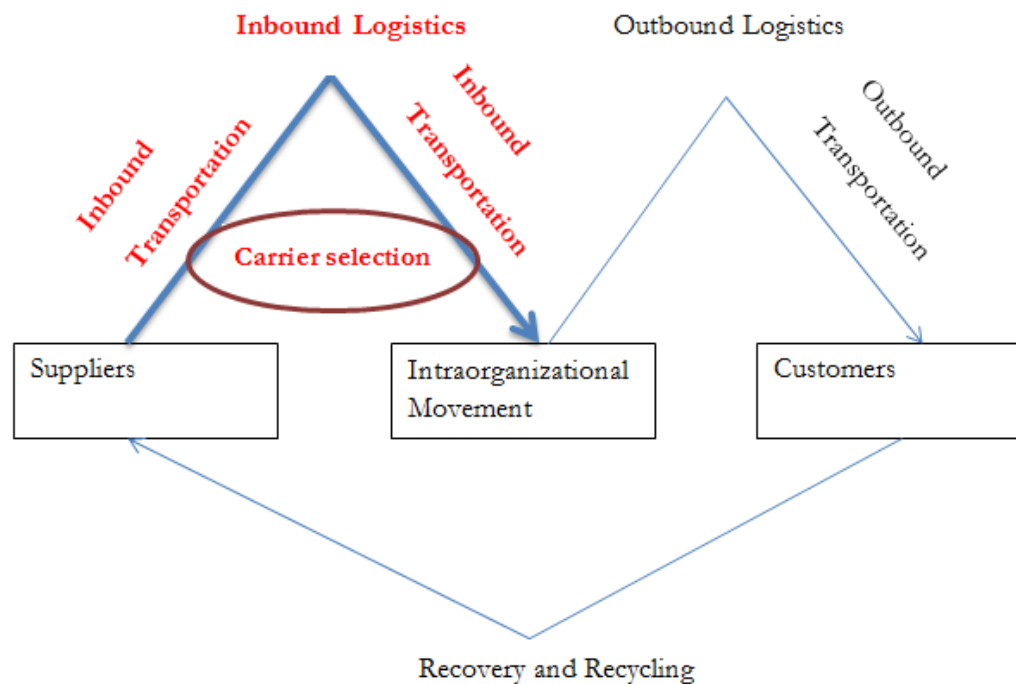 Inbound Logistics
Outbound Logistics
Inbound
Transportation
Inbound
Transportation
Outbound
Transportation
Carrier selection
Suppliers
Intraorganizational
Movement
Customers
Recovery and Recycling